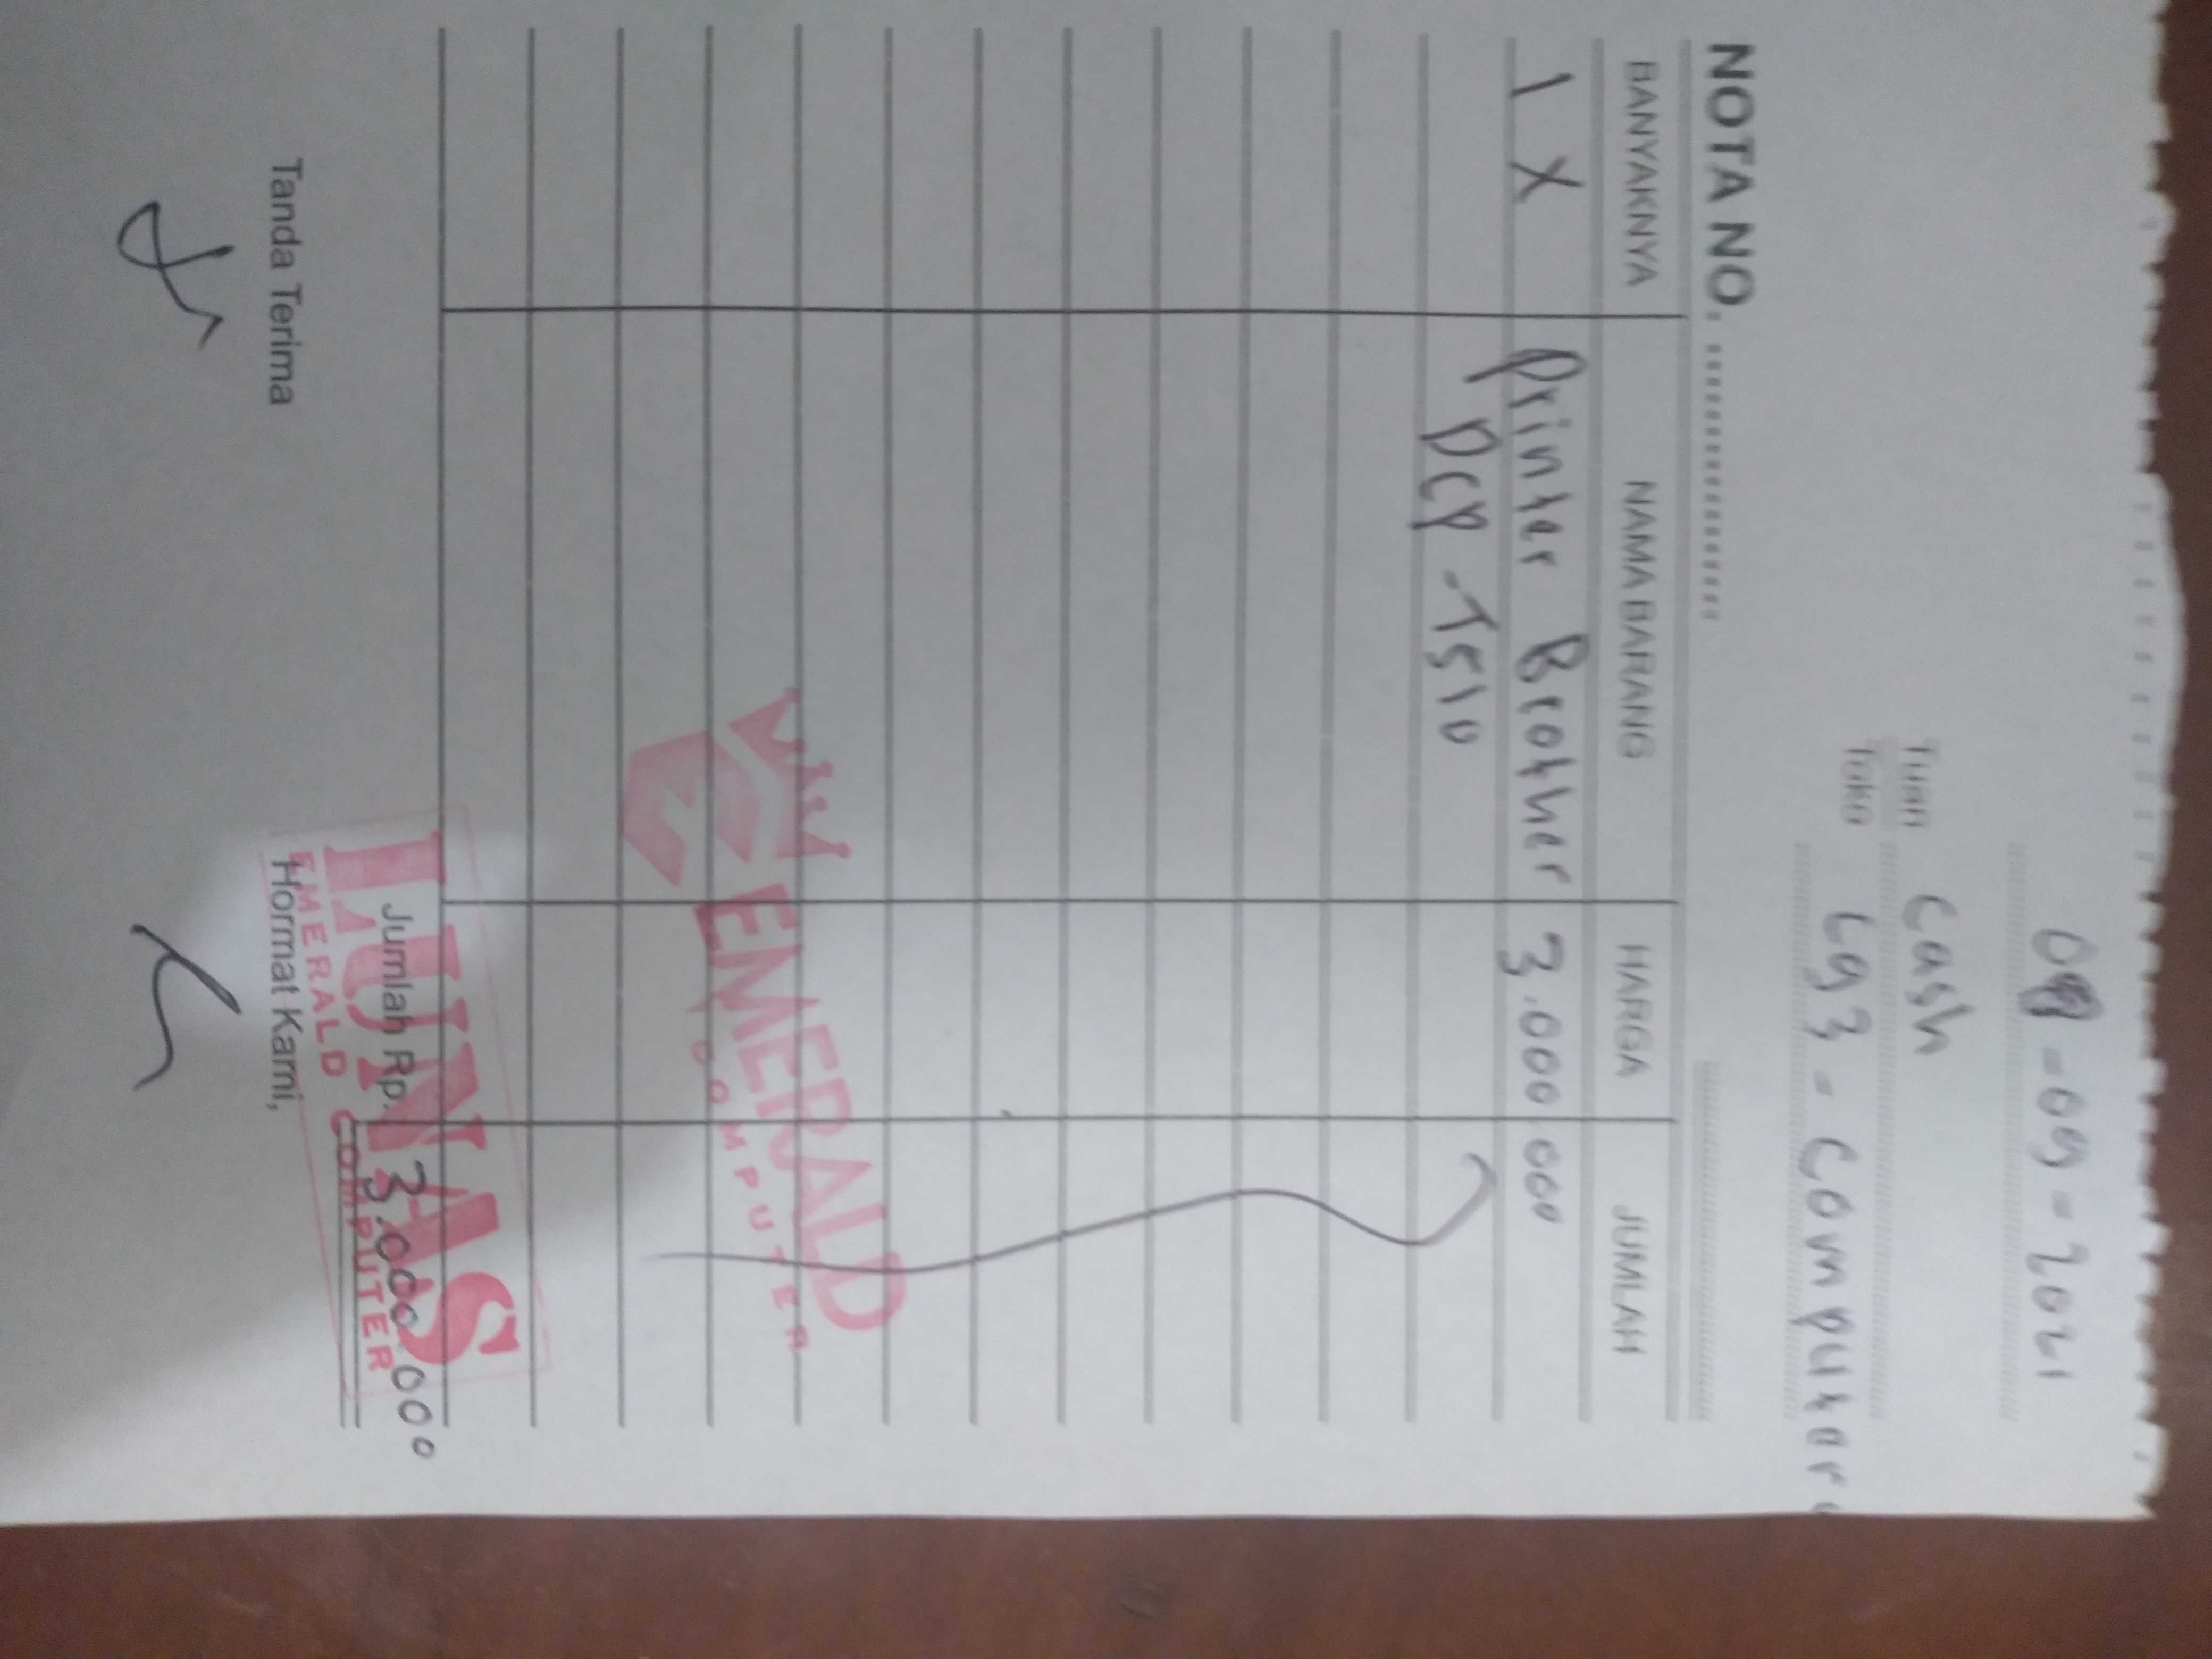 -09-2021
Tuan Cash
Toko Lg3 - Computer
NOTA NO. ....................
BANYAKNYA NAMA BARANG HARGA JUMLAH
1 X Printer Brother 3.000.000
DCP-T510
EMERALD
COMPUTER
LUNAS
Jumlah Rp. 3.000.000
EMERALD COMPUTER
Tanda Terima Hormat Kami,